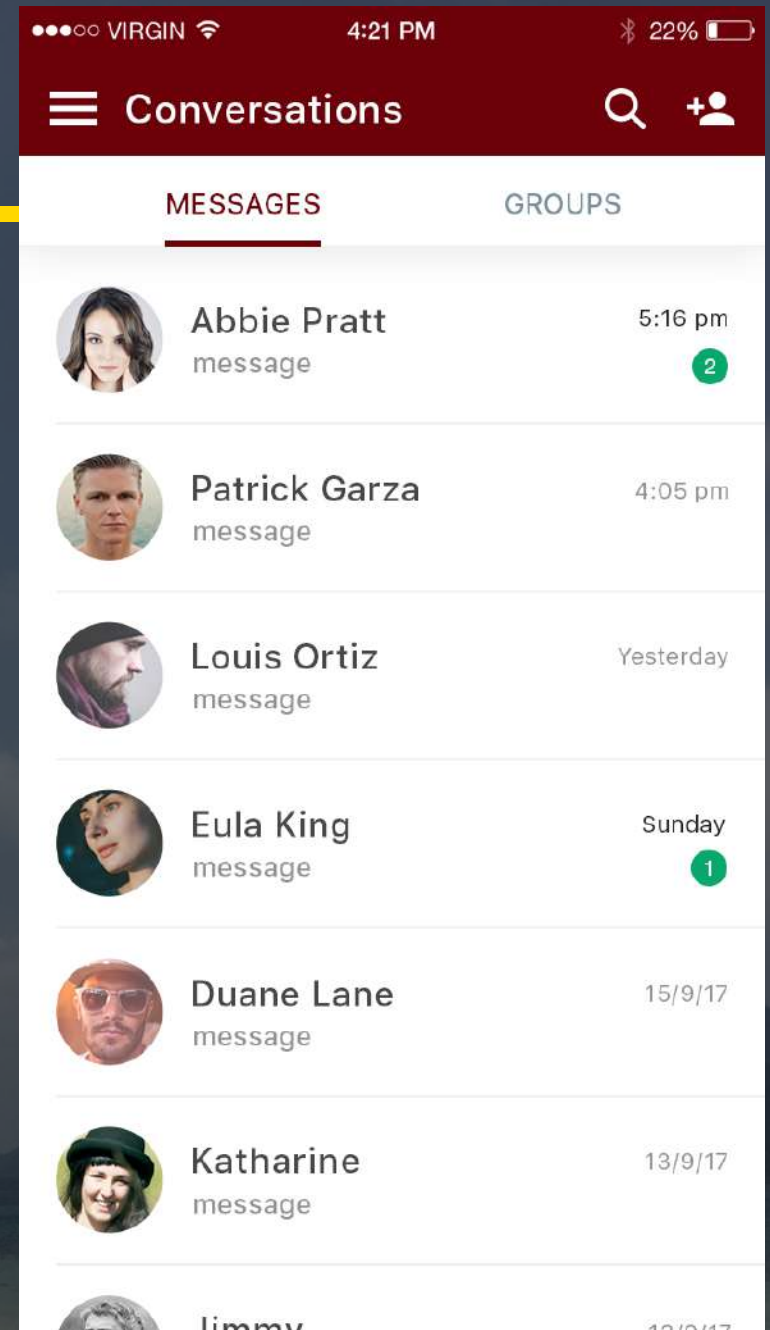 VIRGIN 4:21 PM 22%
Conversations
MESSAGES GROUPS
Abbie Pratt 5:16 pm
message 2
Patrick Garza 4:05 pm
message
Louis Ortiz Yesterday
message
Eula King Sunday
message 1
Duane Lane 15/9/17
message
Katharine 13/9/17
message
Jimmy